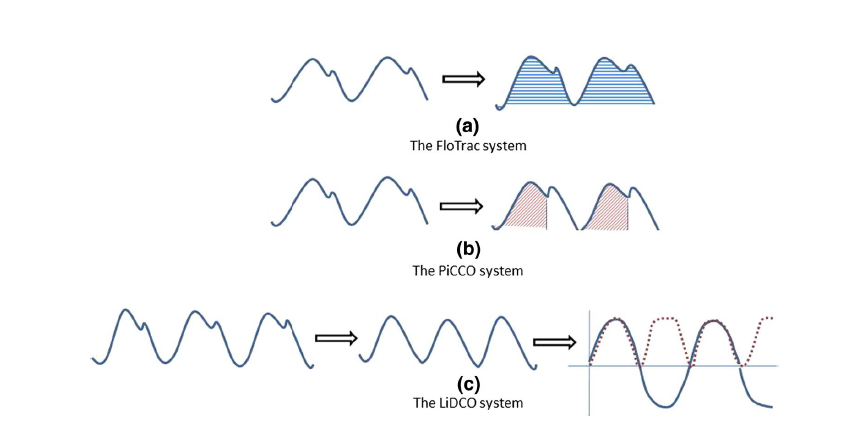 (a)
The FloTrac system
(b)
The PiCCO system
(c)
The LiDCO system